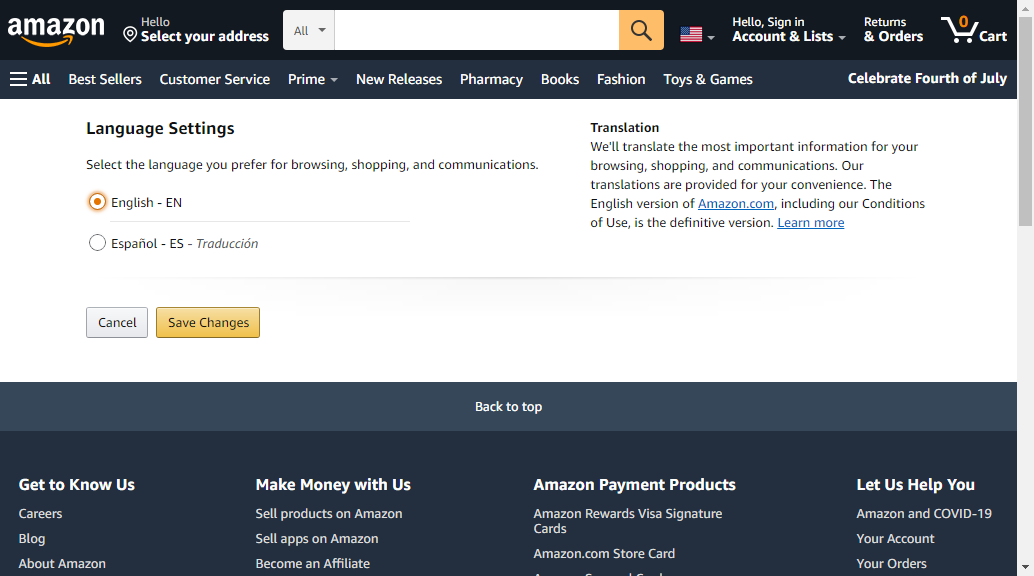 amazon
Hello
Select your address
All
Hello, Sign in
Account & Lists
Returns
& Orders
0
Cart
All
Best Sellers
Customer Service
Prime
New Releases
Pharmacy
Books
Fashion
Toys & Games
Celebrate Fourth of July
Language Settings
Select the language you prefer for browsing, shopping, and communications.
English - EN
Español - ES - Traducción
Translation
We'll translate the most important information for your
browsing, shopping, and communications. Our
translations are provided for your convenience. The
English version of Amazon.com, including our Conditions
of Use, is the definitive version. Learn more
Cancel
Save Changes
Back to top
Get to Know Us
Careers
Blog
About Amazon
Make Money with Us
Sell products on Amazon
Sell apps on Amazon
Become an Affiliate
Amazon Payment Products
Amazon Rewards Visa Signature
Cards
Amazon.com Store Card
Let Us Help You
Amazon and COVID-19
Your Account
Your Orders